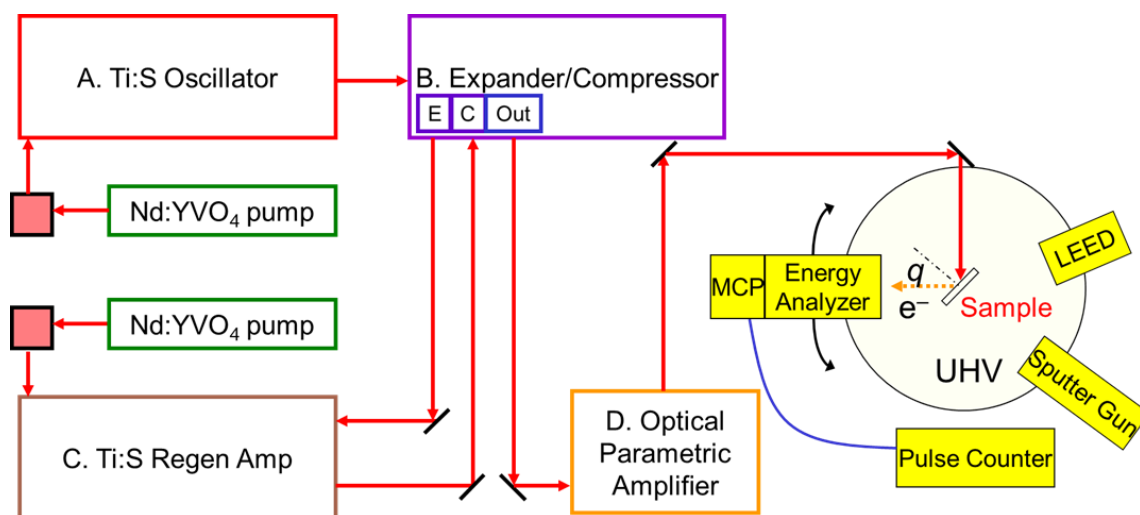 A. Ti:S Oscillator
B. Expander/Compressor
E
C
Out
Nd:YVO₄ pump
Nd:YVO₄ pump
C. Ti:S Regen Amp
D. Optical
Parametric
Amplifier
MCP
Energy
Analyzer
q
e⁻
Sample
UHV
LEED
Sputter Gun
Pulse Counter